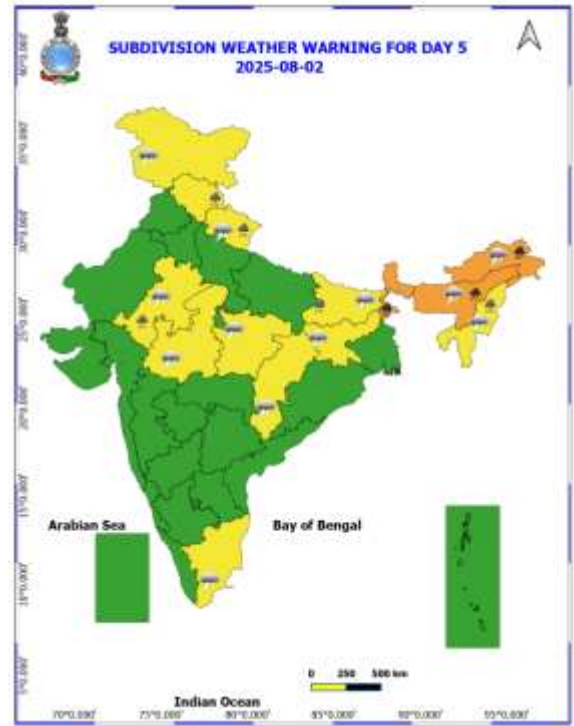 SUBDIVISION WEATHER WARNING FOR DAY 5
2025-08-02
Arabian Sea
Bay of Bengal
0 250 500 km
Indian Ocean
70°0.000' 75°0.000' 80°0.000' 85°0.000' 90°0.000' 95°0.000'